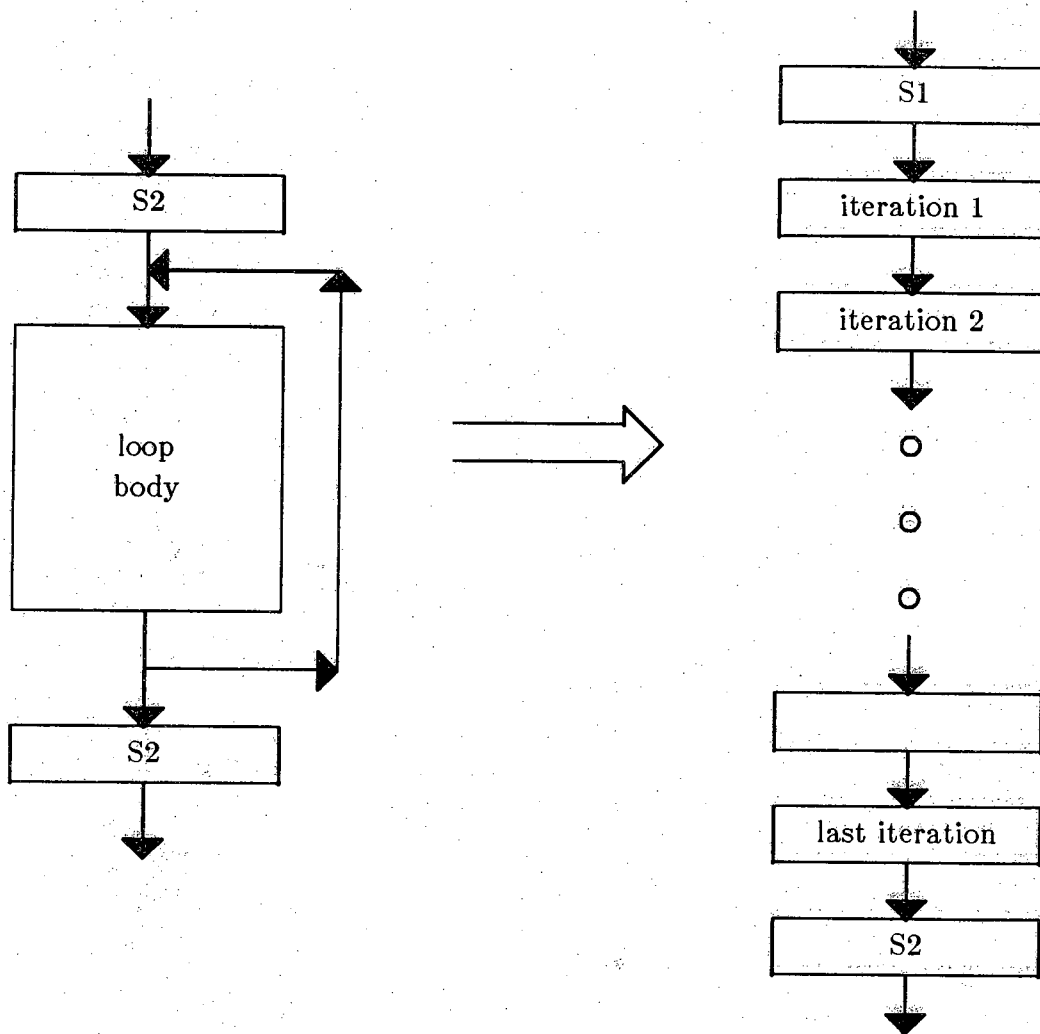 S2
loop
body
S2
S1
iteration 1
iteration 2
last iteration
S2